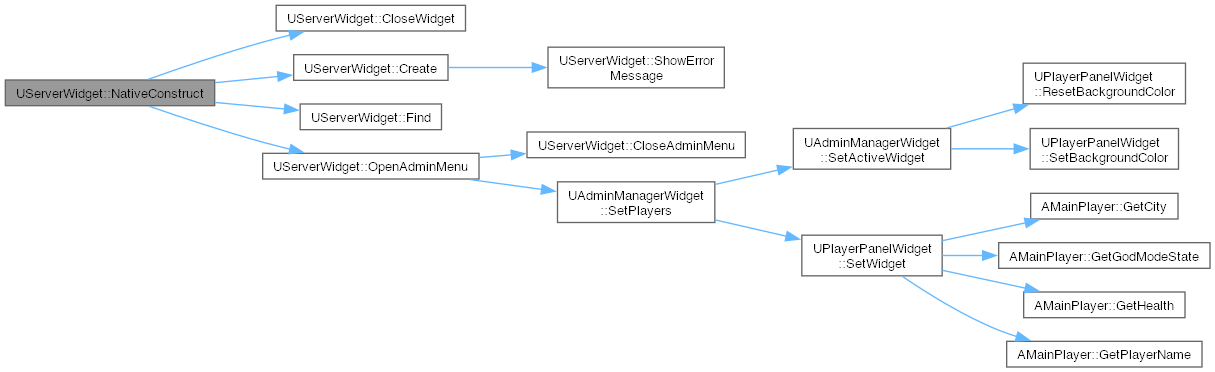 UServerWidget::NativeConstruct
UServerWidget::CloseWidget
UServerWidget::Create
UServerWidget::ShowError
Message
UServerWidget::Find
UServerWidget::OpenAdminMenu
UServerWidget::CloseAdminMenu
UAdminManagerWidget
::SetPlayers
UAdminManagerWidget
::SetActiveWidget
UPlayerPanelWidget
::ResetBackgroundColor
UPlayerPanelWidget
::SetBackgroundColor
UPlayerPanelWidget
::SetWidget
AMainPlayer::GetCity
AMainPlayer::GetGodModeState
AMainPlayer::GetHealth
AMainPlayer::GetPlayerName